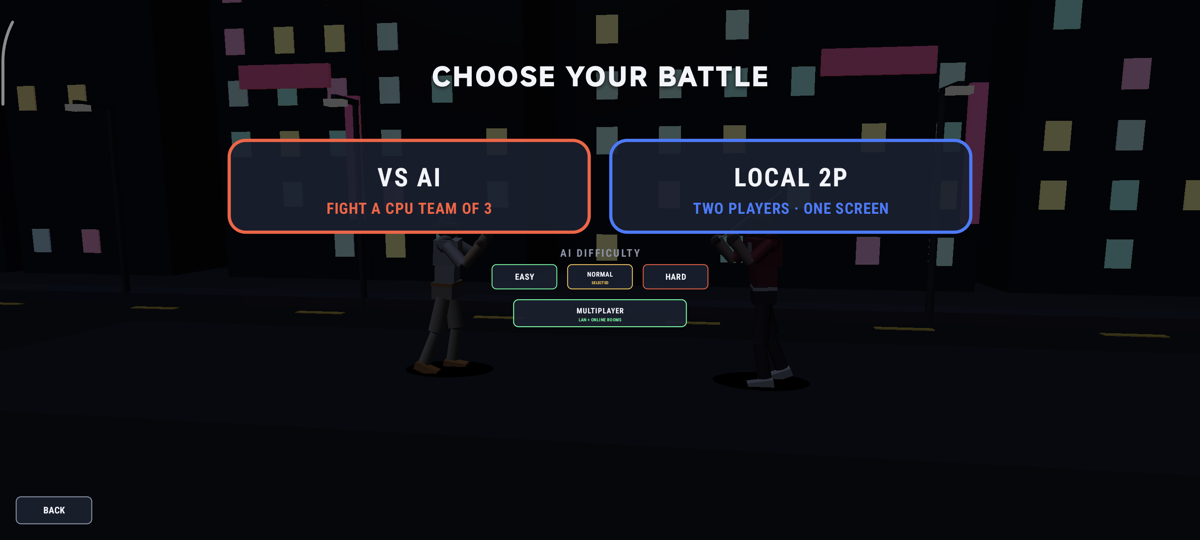 CHOOSE YOUR BATTLE
VS AI
FIGHT A CPU TEAM OF 3
LOCAL 2P
TWO PLAYERS · ONE SCREEN
AI DIFFICULTY
EASY
NORMAL
SELECTED
HARD
MULTIPLAYER
LAN + ONLINE ROOMS
BACK